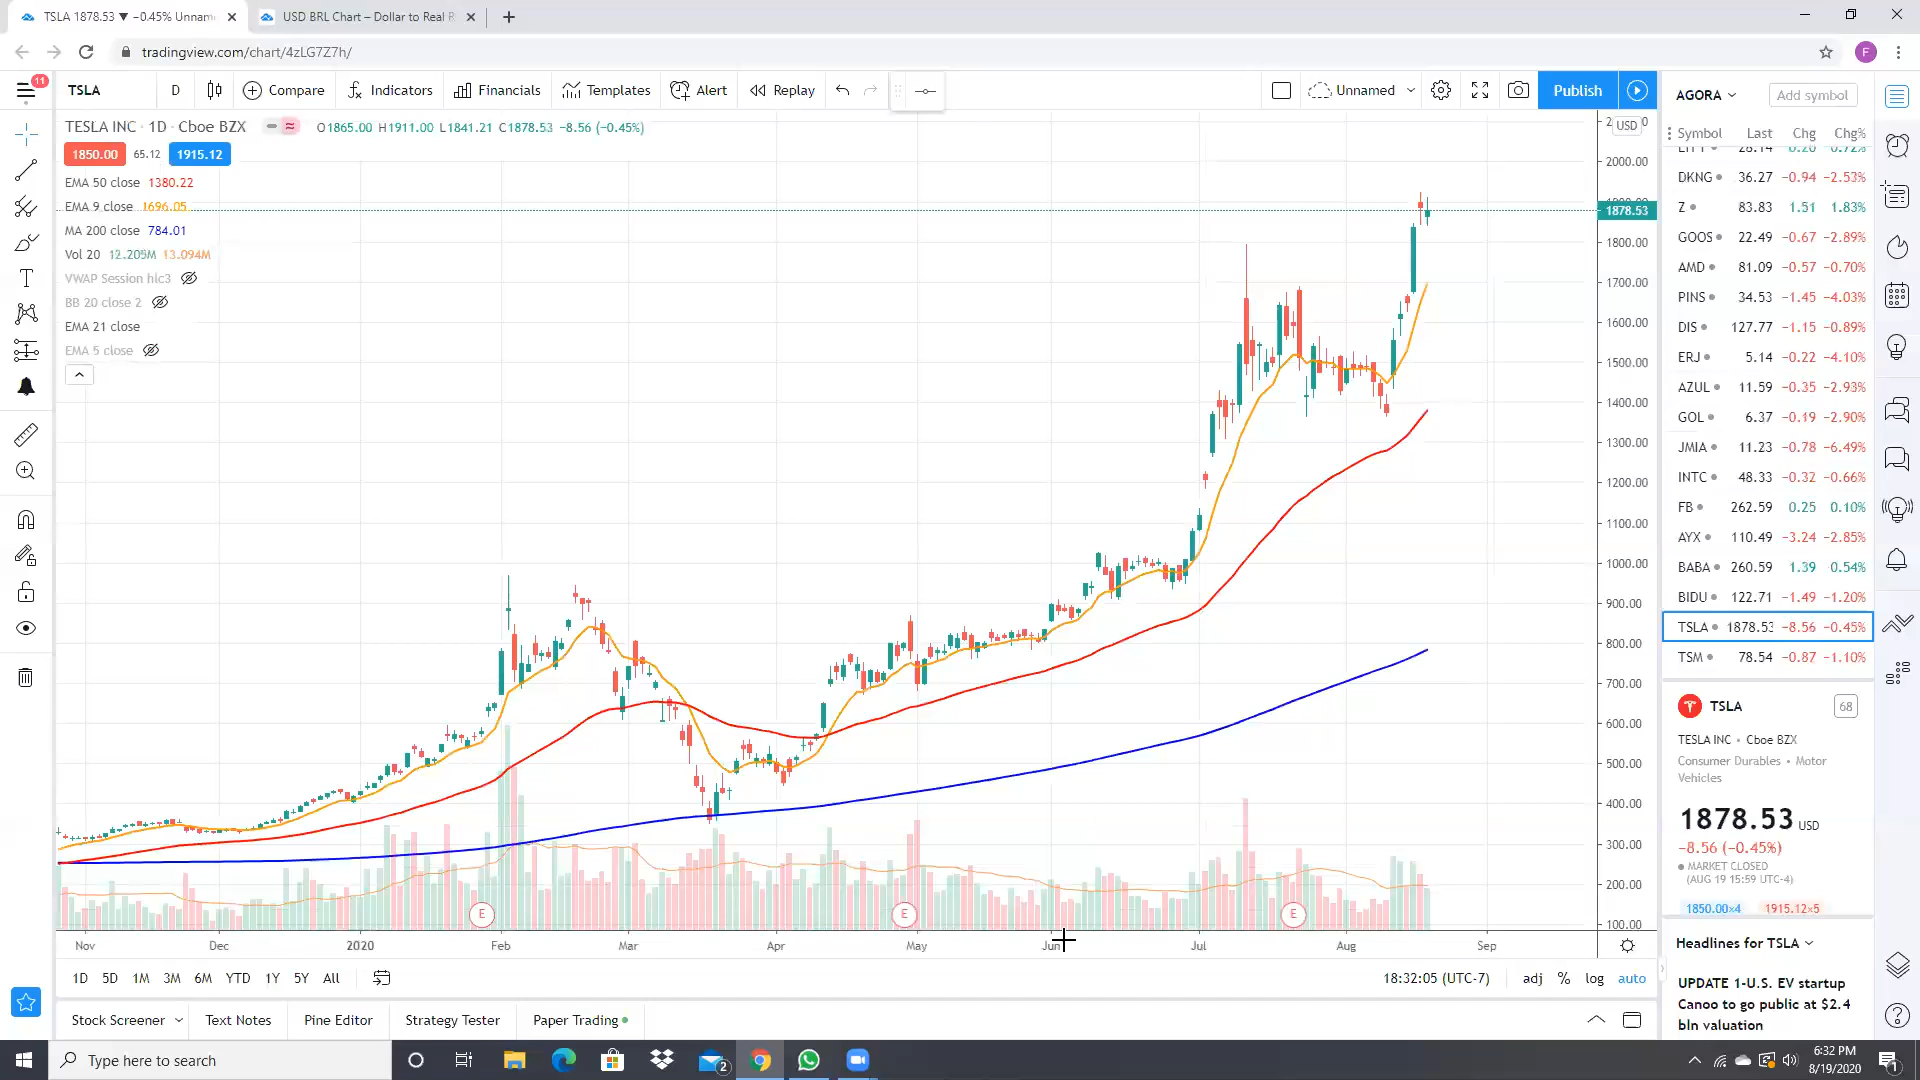 TSLA 1878.53 ▼ −0.45% Unnam
USD BRL Chart – Dollar to Real R
tradingview.com/chart/4zLG7Z7h/
F
11
TSLA
D
Compare
Indicators
Financials
Templates
Alert
Replay
Unnamed
Publish
TESLA INC · 1D · Cboe BZX
O1865.00 H1911.00 L1841.21 C1878.53 −8.56 (−0.45%)
1850.00 65.12 1915.12
EMA 50 close 1380.22
EMA 9 close 1696.05
MA 200 close 784.01
Vol 20 12.205M 13.094M
VWAP Session hlc3
BB 20 close 2
EMA 21 close
EMA 5 close
USD
2000.00
1878.53
1800.00
1700.00
1600.00
1500.00
1400.00
1300.00
1200.00
1100.00
1000.00
900.00
800.00
700.00
600.00
500.00
400.00
300.00
200.00
100.00
E E E
Nov Dec 2020 Feb Mar Apr May Jun Jul Aug Sep
1D 5D 1M 3M 6M YTD 1Y 5Y All
18:32:05 (UTC-7) adj % log auto
Stock Screener Text Notes Pine Editor Strategy Tester Paper Trading
AGORA
Add symbol
Symbol Last Chg Chg%
28.14 0.20 0.72%
DKNG 36.27 −0.94 −2.53%
Z 83.83 1.51 1.83%
GOOS 22.49 −0.67 −2.89%
AMD 81.09 −0.57 −0.70%
PINS 34.53 −1.45 −4.03%
DIS 127.77 −1.15 −0.89%
ERJ 5.14 −0.22 −4.10%
AZUL 11.59 −0.35 −2.93%
GOL 6.37 −0.19 −2.90%
JMIA 11.23 −0.78 −6.49%
INTC 48.33 −0.32 −0.66%
FB 262.59 0.25 0.10%
AYX 110.49 −3.24 −2.85%
BABA 260.59 1.39 0.54%
BIDU 122.71 −1.49 −1.20%
TSLA 1878.53 −8.56 −0.45%
TSM 78.54 −0.87 −1.10%
TSLA 68
TESLA INC • Cboe BZX
Consumer Durables • Motor
Vehicles
1878.53 USD
−8.56 (−0.45%)
MARKET CLOSED
(AUG 19 15:59 UTC-4)
1850.00×4 1915.12×5
Headlines for TSLA
UPDATE 1-U.S. EV startup
Canoo to go public at $2.4
bln valuation
Type here to search
2
6:32 PM
8/19/2020
1